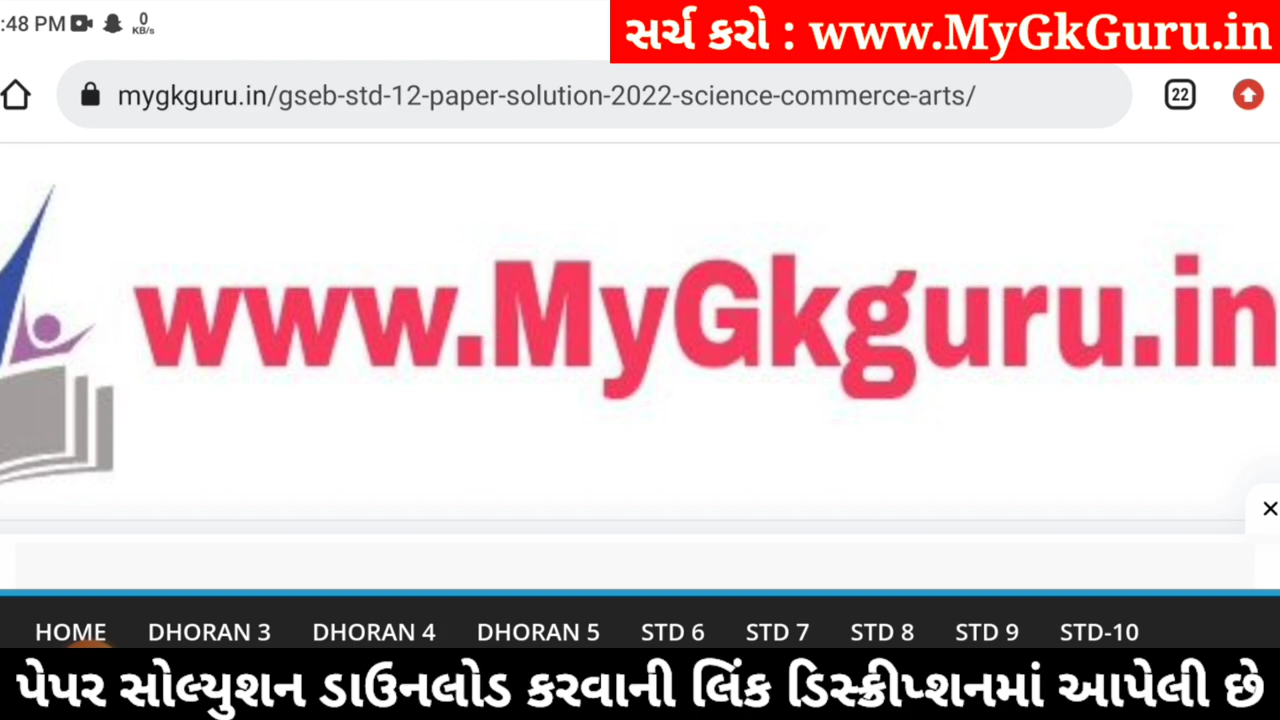 :48 PM 0 KB/s
સર્ચ કરો : www.MyGkGuru.in
mygkguru.in/gseb-std-12-paper-solution-2022-science-commerce-arts/ 22
www.MyGkguru.in
HOME DHORAN 3 DHORAN 4 DHORAN 5 STD 6 STD 7 STD 8 STD 9 STD-10
પેપર સોલ્યુશન ડાઉનલોડ કરવાની લિંક ડિસ્ક્રીપ્શનમાં આપેલી છે